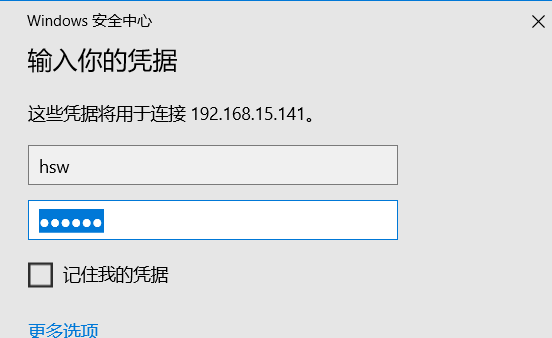 Windows 安全中心
输入你的凭据
这些凭据将用于连接 192.168.15.141。
hsw
●●●●●●
记住我的凭据
更多选项